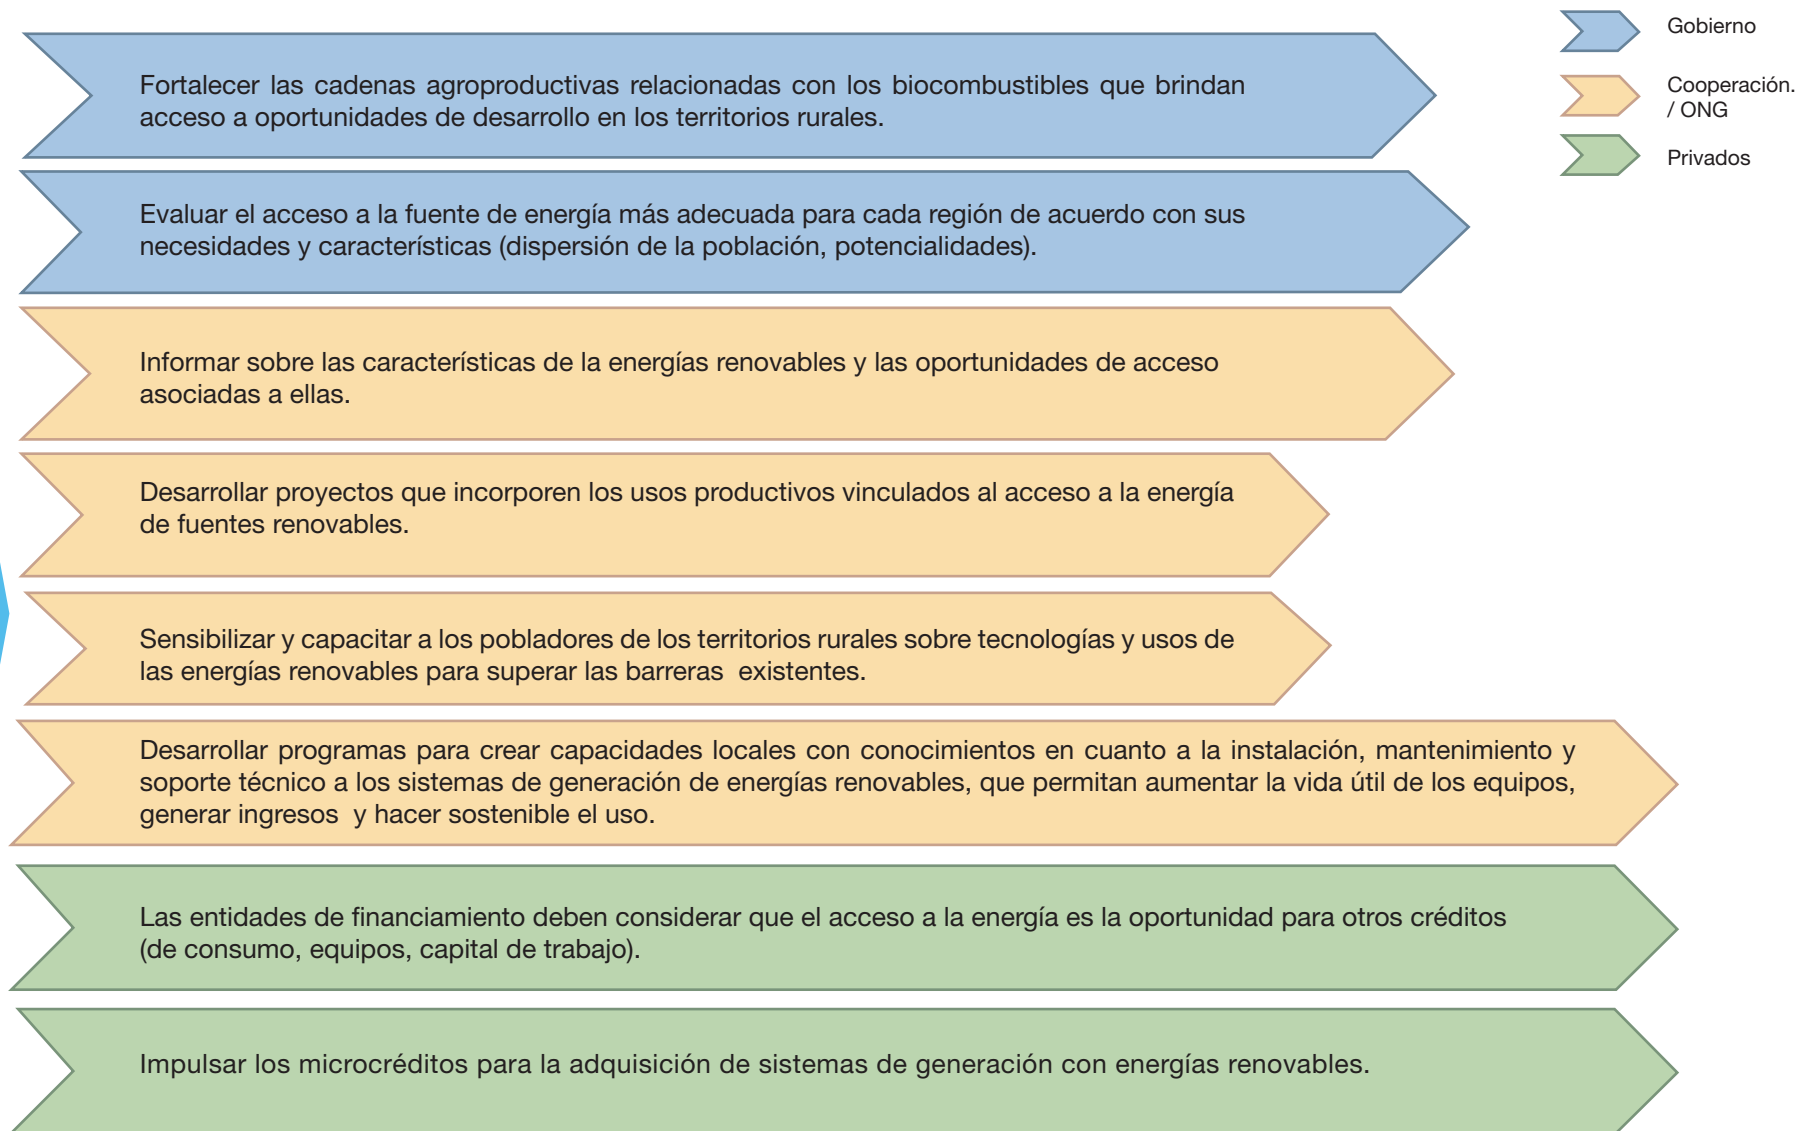 Gobierno
Cooperación.
/ ONG
Privados
Fortalecer las cadenas agroproductivas relacionadas con los biocombustibles que brindan
acceso a oportunidades de desarrollo en los territorios rurales.
Evaluar el acceso a la fuente de energía más adecuada para cada región de acuerdo con sus
necesidades y características (dispersión de la población, potencialidades).
Informar sobre las características de la energías renovables y las oportunidades de acceso
asociadas a ellas.
Desarrollar proyectos que incorporen los usos productivos vinculados al acceso a la energía
de fuentes renovables.
Sensibilizar y capacitar a los pobladores de los territorios rurales sobre tecnologías y usos de
las energías renovables para superar las barreras existentes.
Desarrollar programas para crear capacidades locales con conocimientos en cuanto a la instalación, mantenimiento y
soporte técnico a los sistemas de generación de energías renovables, que permitan aumentar la vida útil de los equipos,
generar ingresos y hacer sostenible el uso.
Las entidades de financiamiento deben considerar que el acceso a la energía es la oportunidad para otros créditos
(de consumo, equipos, capital de trabajo).
Impulsar los microcréditos para la adquisición de sistemas de generación con energías renovables.